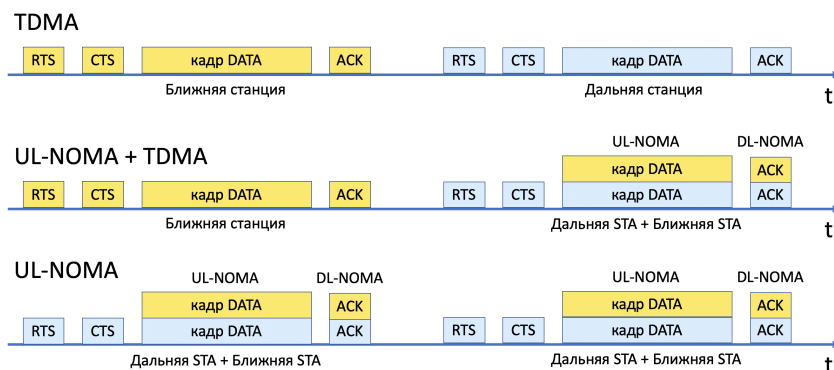 TDMA
RTS CTS кадр DATA ACK RTS CTS кадр DATA ACK
Ближняя станция Дальняя станция t
UL-NOMA DL-NOMA
UL-NOMA + TDMA
кадр DATA ACK
RTS CTS кадр DATA ACK RTS CTS кадр DATA ACK
Ближняя станция Дальняя STA + Ближняя STA t
UL-NOMA UL-NOMA DL-NOMA UL-NOMA DL-NOMA
кадр DATA ACK кадр DATA ACK
RTS CTS кадр DATA ACK RTS CTS кадр DATA ACK
Дальняя STA + Ближняя STA Дальняя STA + Ближняя STA t